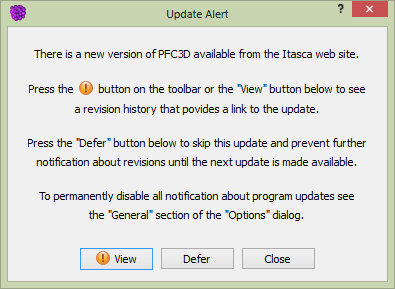 Update Alert
?
There is a new version of PFC3D available from the Itasca web site.
Press the ! button on the toolbar or the "View" button below to see
a revision history that povides a link to the update.
Press the "Defer" button below to skip this update and prevent further
notification about revisions until the next update is made available.
To permanently disable all notification about program updates see
the "General" section of the "Options" dialog.
! View Defer Close